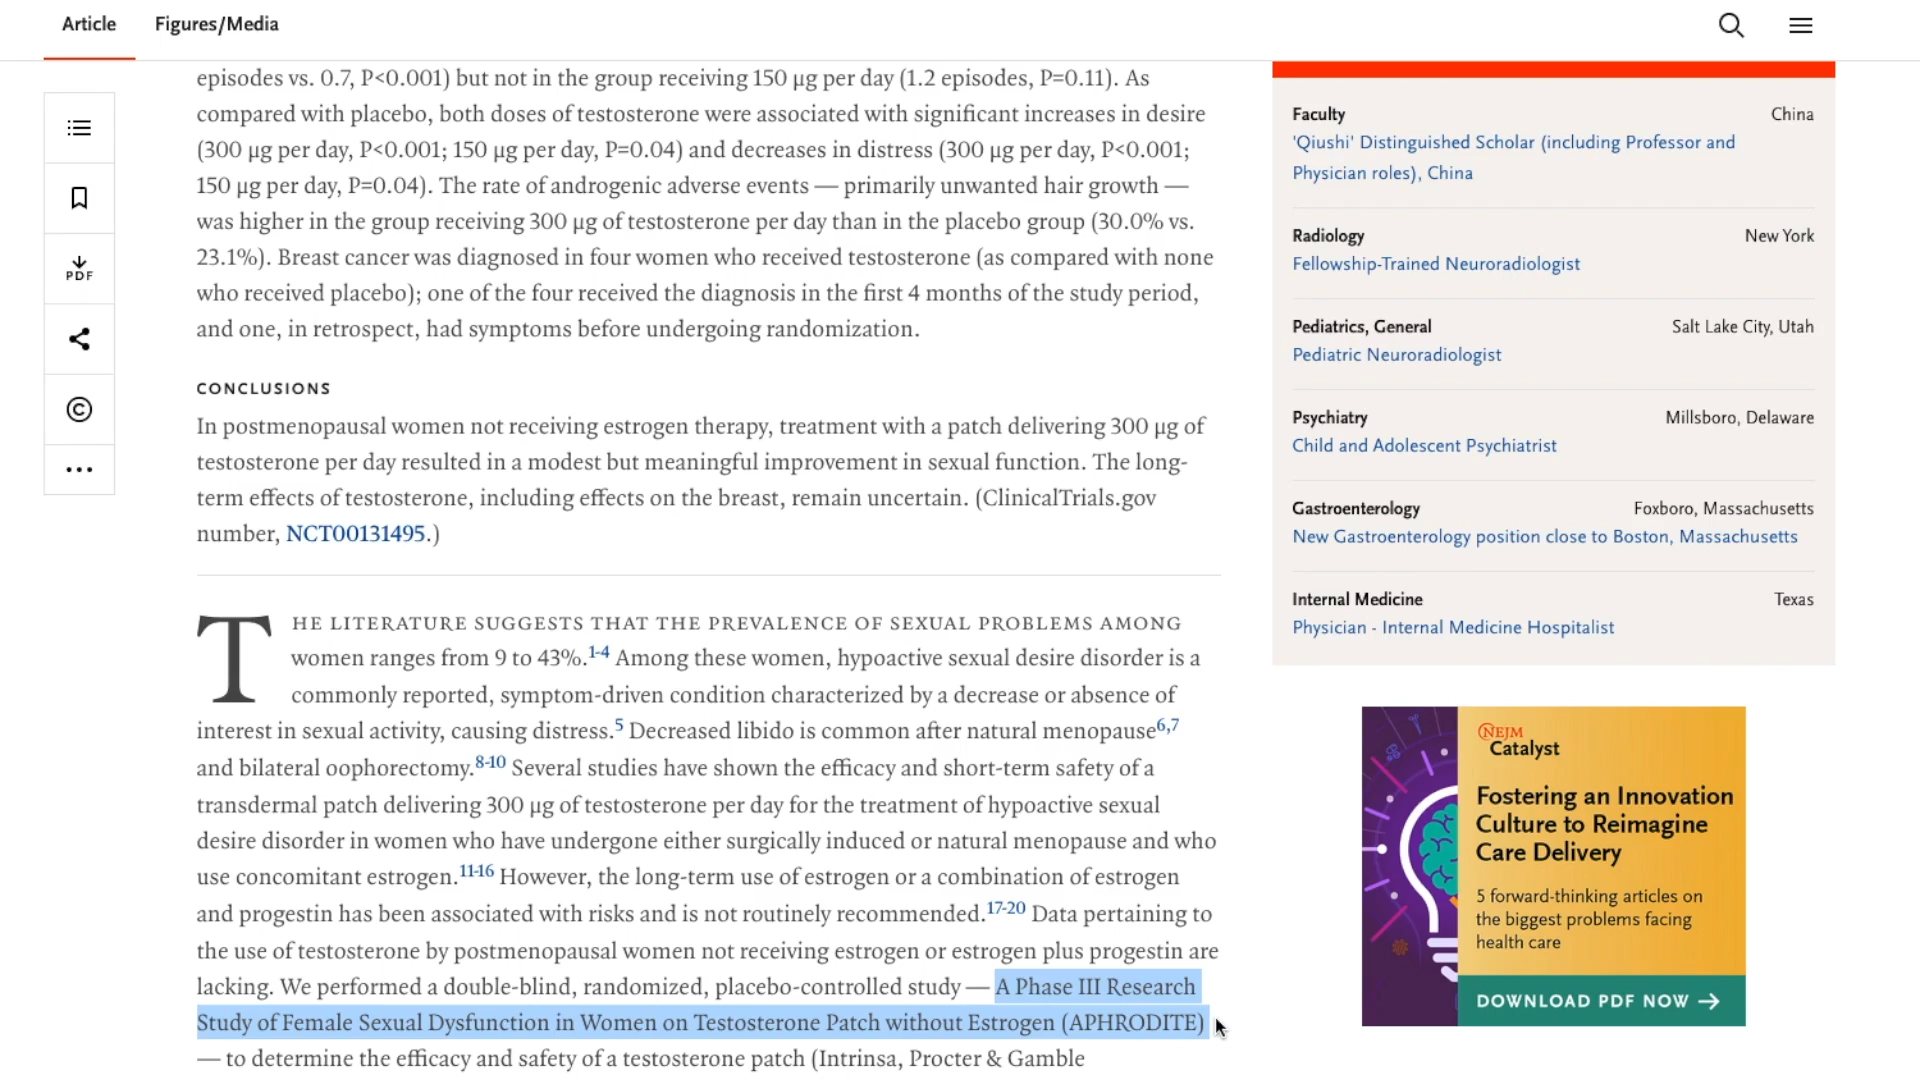 Article
Figures/Media
PDF
episodes vs. 0.7, P<0.001) but not in the group receiving 150 μg per day (1.2 episodes, P=0.11). As
compared with placebo, both doses of testosterone were associated with significant increases in desire
(300 μg per day, P<0.001; 150 μg per day, P=0.04) and decreases in distress (300 μg per day, P<0.001;
150 μg per day, P=0.04). The rate of androgenic adverse events — primarily unwanted hair growth —
was higher in the group receiving 300 μg of testosterone per day than in the placebo group (30.0% vs.
23.1%). Breast cancer was diagnosed in four women who received testosterone (as compared with none
who received placebo); one of the four received the diagnosis in the first 4 months of the study period,
and one, in retrospect, had symptoms before undergoing randomization.
CONCLUSIONS
In postmenopausal women not receiving estrogen therapy, treatment with a patch delivering 300 μg of
testosterone per day resulted in a modest but meaningful improvement in sexual function. The long-
term effects of testosterone, including effects on the breast, remain uncertain. (ClinicalTrials.gov
number, NCT00131495.)
THE LITERATURE SUGGESTS THAT THE PREVALENCE OF SEXUAL PROBLEMS AMONG
women ranges from 9 to 43%.1-4 Among these women, hypoactive sexual desire disorder is a
commonly reported, symptom-driven condition characterized by a decrease or absence of
interest in sexual activity, causing distress.5 Decreased libido is common after natural menopause6,7
and bilateral oophorectomy.8-10 Several studies have shown the efficacy and short-term safety of a
transdermal patch delivering 300 μg of testosterone per day for the treatment of hypoactive sexual
desire disorder in women who have undergone either surgically induced or natural menopause and who
use concomitant estrogen.11-16 However, the long-term use of estrogen or a combination of estrogen
and progestin has been associated with risks and is not routinely recommended.17-20 Data pertaining to
the use of testosterone by postmenopausal women not receiving estrogen or estrogen plus progestin are
lacking. We performed a double-blind, randomized, placebo-controlled study — A Phase III Research
Study of Female Sexual Dysfunction in Women on Testosterone Patch without Estrogen (APHRODITE)
— to determine the efficacy and safety of a testosterone patch (Intrinsa, Procter & Gamble
Faculty China
'Qiushi' Distinguished Scholar (including Professor and
Physician roles), China
Radiology New York
Fellowship-Trained Neuroradiologist
Pediatrics, General Salt Lake City, Utah
Pediatric Neuroradiologist
Psychiatry Millsboro, Delaware
Child and Adolescent Psychiatrist
Gastroenterology Foxboro, Massachusetts
New Gastroenterology position close to Boston, Massachusetts
Internal Medicine Texas
Physician - Internal Medicine Hospitalist
NEJM
Catalyst
Fostering an Innovation
Culture to Reimagine
Care Delivery
5 forward-thinking articles on
the biggest problems facing
health care
DOWNLOAD PDF NOW →